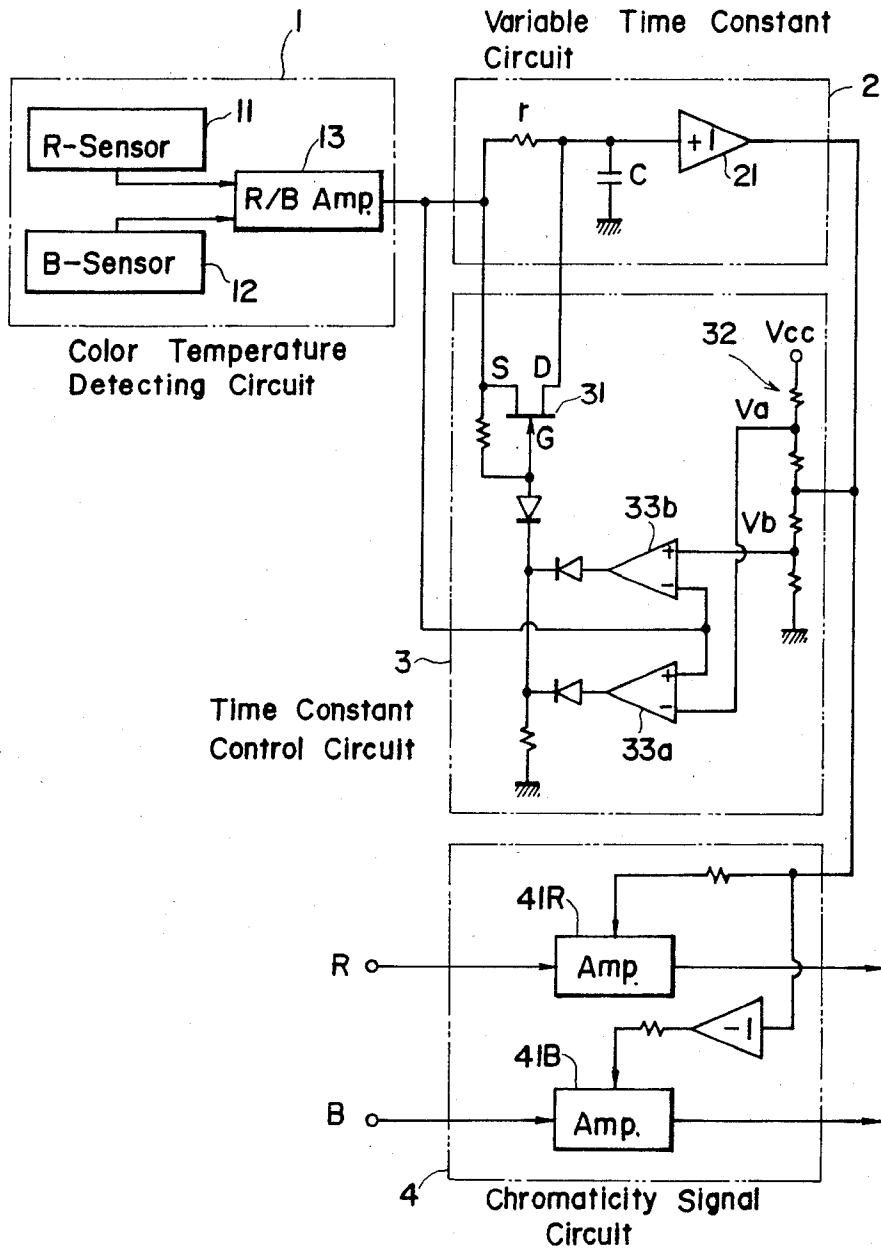 1
Variable Time Constant
Circuit
2
11
R-Sensor
13
R/B Amp.
B-Sensor
12
r
C
+1
21
Color Temperature
Detecting Circuit
S
D
31
G
32
Vcc
Va
Vb
33b
+
-
3
+
-
33a
Time Constant
Control Circuit
41R
R
Amp.
-1
41B
B
Amp.
4
Chromaticity Signal
Circuit